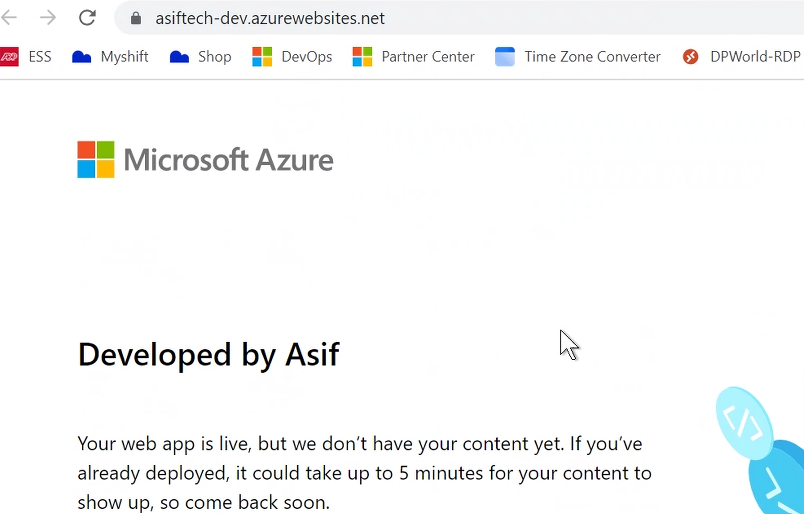 asiftech-dev.azurewebsites.net
ESS Myshift Shop DevOps Partner Center Time Zone Converter DPWorld-RDP
Microsoft Azure
Developed by Asif
Your web app is live, but we don’t have your content yet. If you’ve
already deployed, it could take up to 5 minutes for your content to
show up, so come back soon.